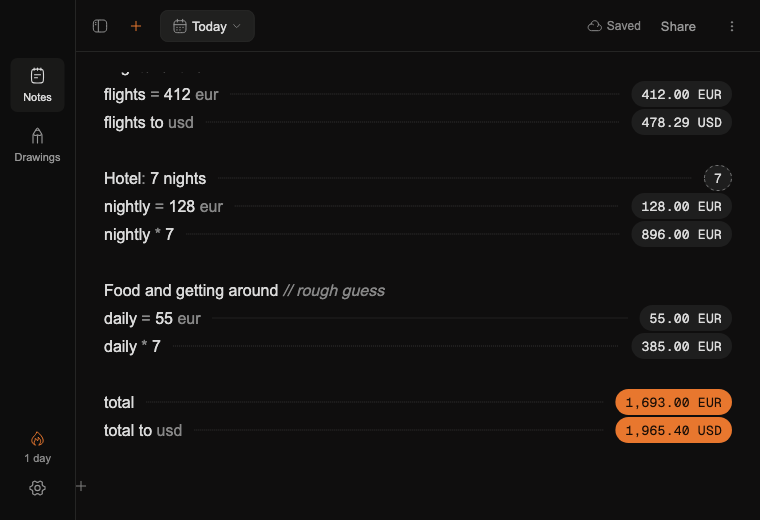 Today
Saved
Share
Notes
Drawings
flights = 412 eur 412.00 EUR
flights to usd 478.29 USD
Hotel: 7 nights 7
nightly = 128 eur 128.00 EUR
nightly * 7 896.00 EUR
Food and getting around // rough guess
daily = 55 eur 55.00 EUR
daily * 7 385.00 EUR
total 1,693.00 EUR
total to usd 1,965.40 USD
1 day